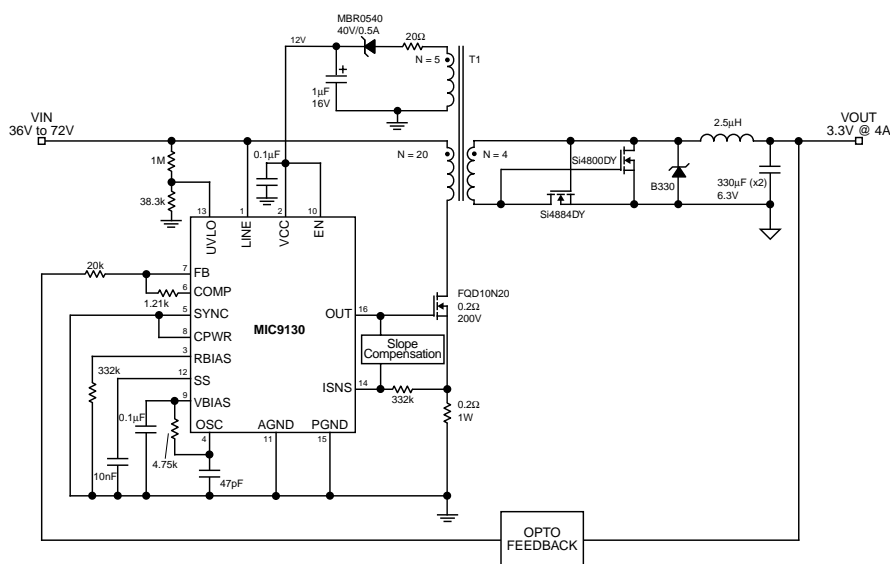 MBR0540
40V/0.5A
20Ω
12V
N = 5
T1
1µF
16V
VIN
36V to 72V
2.5µH
VOUT
3.3V @ 4A
1M
0.1µF
N = 20
N = 4
Si4800DY
B330
330µF (x2)
6.3V
38.3k
Si4884DY
13
1
2
10
UVLO
LINE
VCC
EN
20k
7
FB
6
COMP
1.21k
5
SYNC
8
CPWR
3
RBIAS
332k
12
SS
9
VBIAS
0.1µF
OSC
4
4.75k
10nF
47pF
MIC9130
OUT
16
FQD10N20
0.2Ω
200V
Slope
Compensation
ISNS
14
332k
0.2Ω
1W
AGND
11
PGND
15
OPTO
FEEDBACK